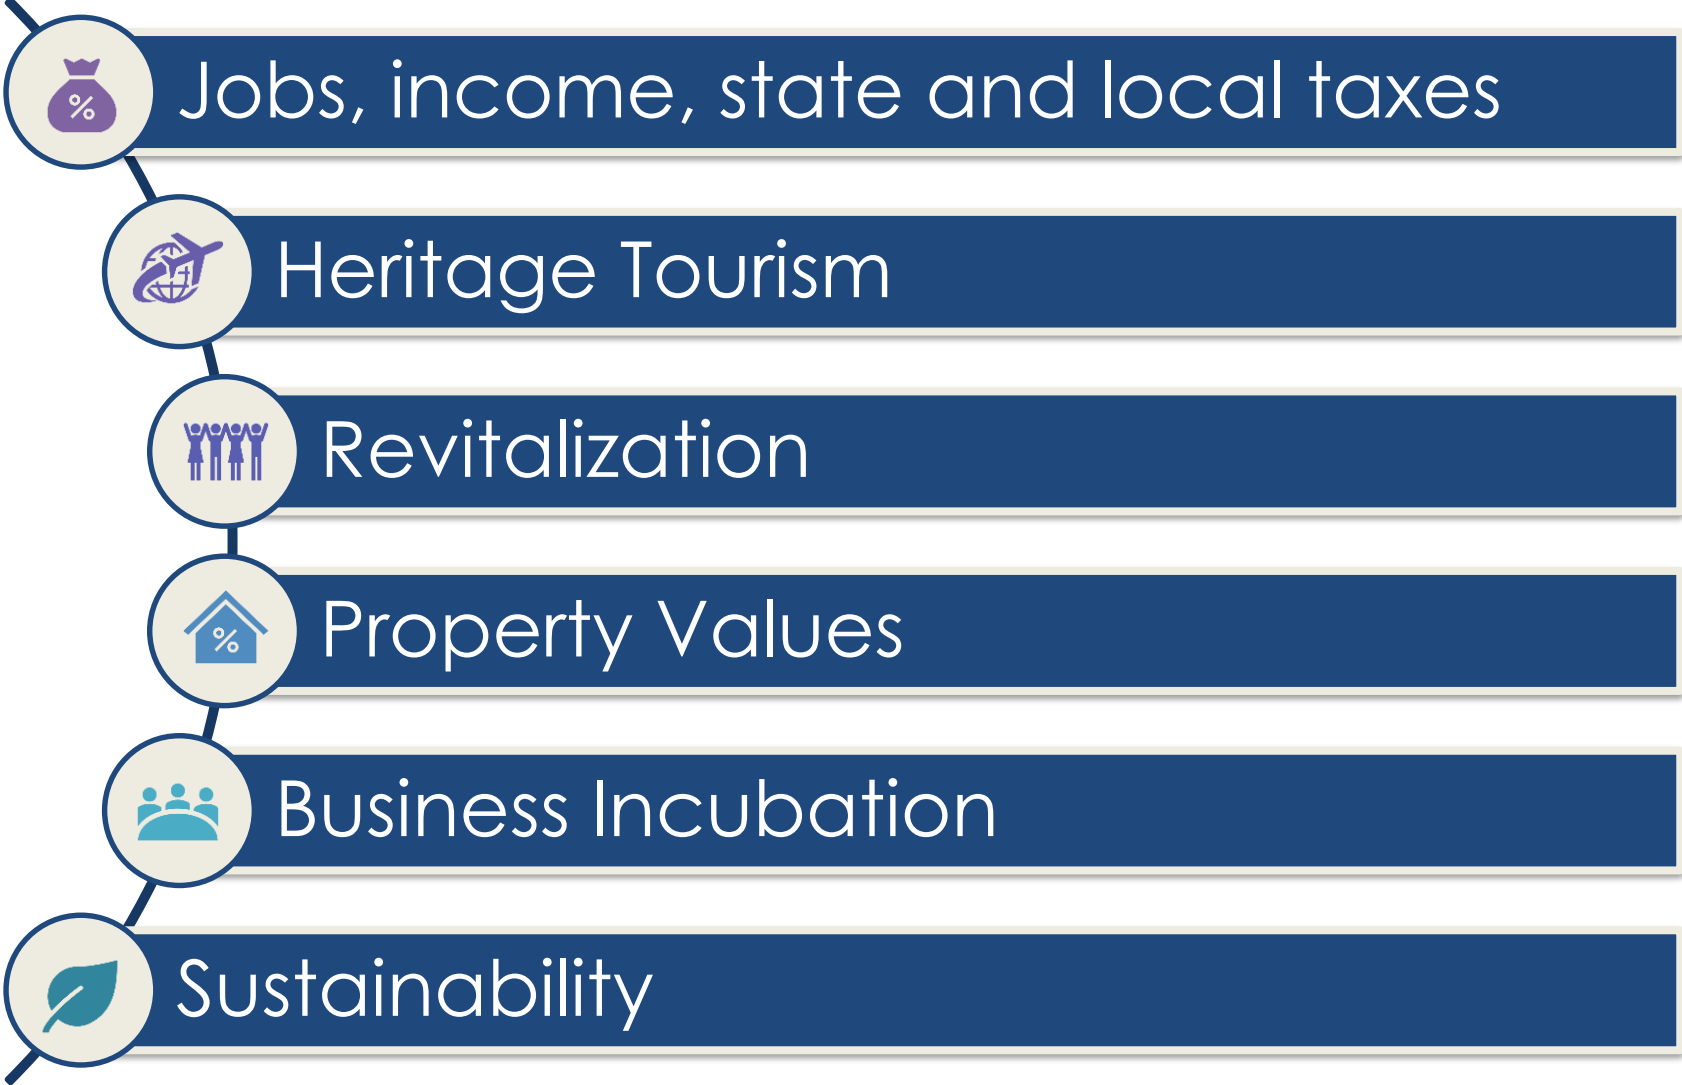 %
Jobs, income, state and local taxes
Heritage Tourism
Revitalization
%
Property Values
Business Incubation
Sustainability